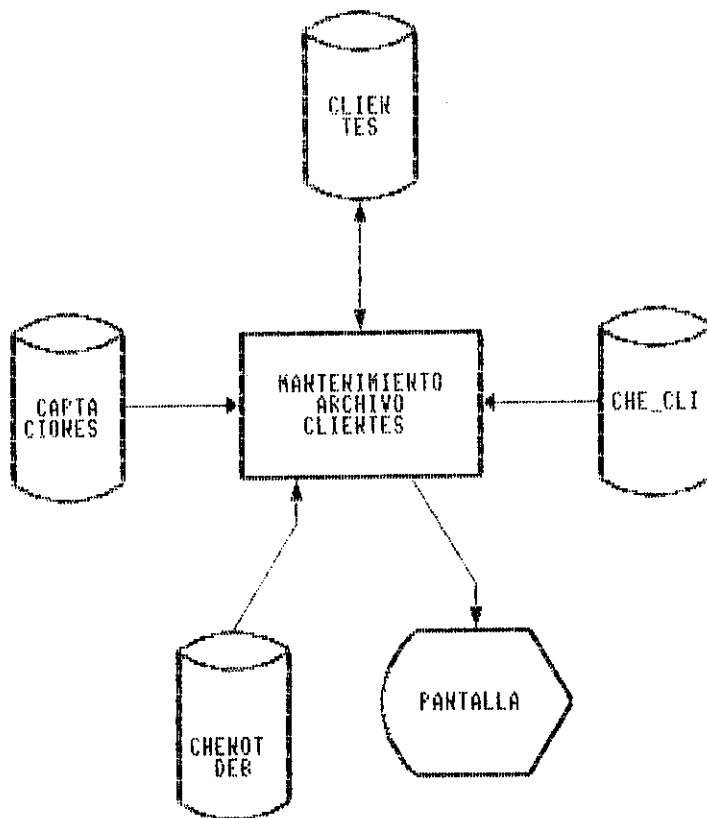 CLIEN
TES
MANTENIMIENTO
ARCHIVO
CLIENTES
CAPTA
CIONES
CHE_CLI
CHENOT
DEB
PANTALLA